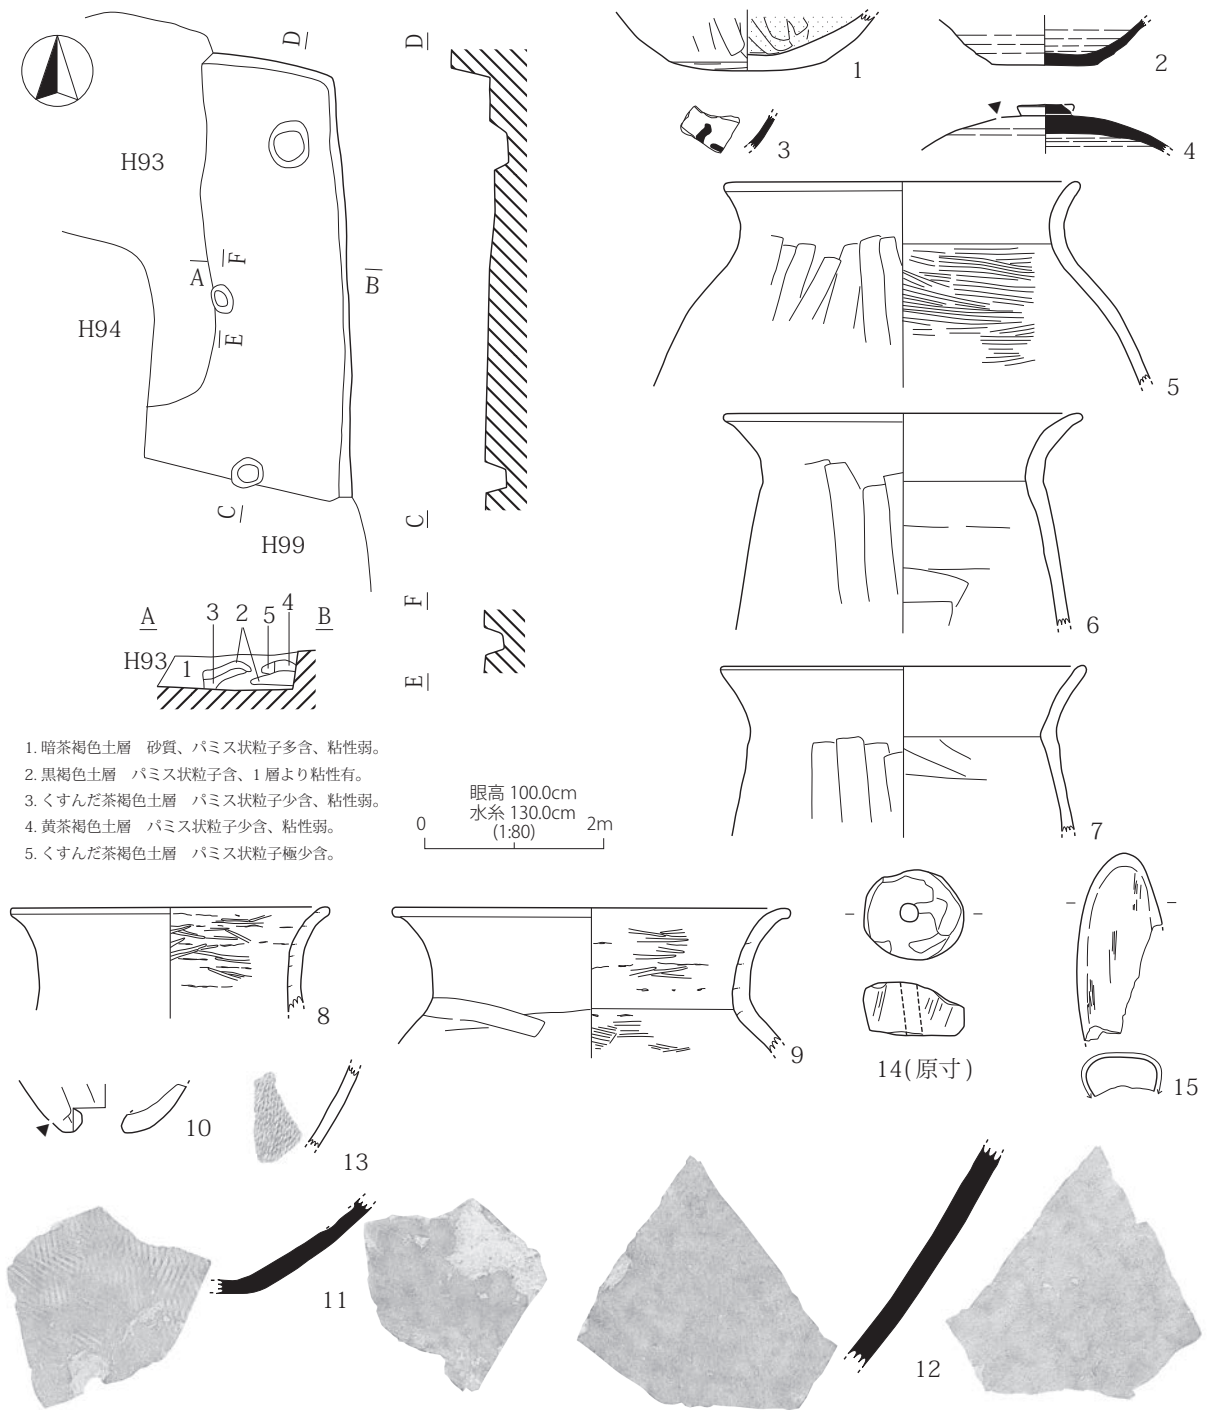 D
D
H93
A
F
B
H94
E
C
H99
C
F
E
A
3
2
5
4
B
H93
1
1. 暗茶褐色土層　砂質、パミス状粒子多含、粘性弱。
2. 黒褐色土層　パミス状粒子含、1 層より粘性有。
3. くすんだ茶褐色土層　パミス状粒子少含、粘性弱。
4. 黄茶褐色土層　パミス状粒子少含、粘性弱。
5. くすんだ茶褐色土層　パミス状粒子極少含。
眼高 100.0cm
水糸 130.0cm
0 (1:80) 2m
1
2
3
4
5
6
7
8
9
14(原寸)
15
10
13
11
12